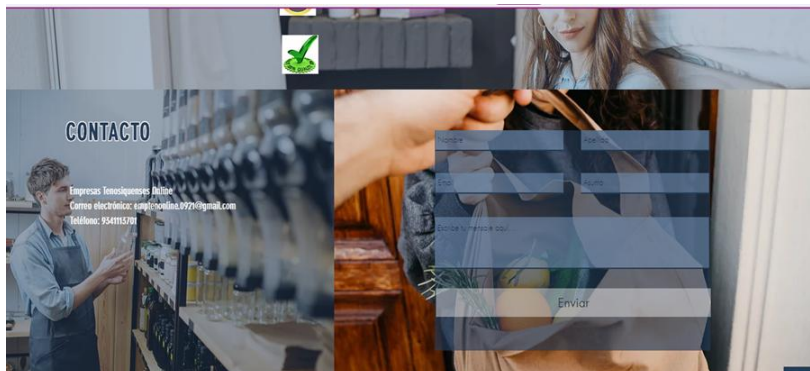 CONTACTO
Empresas Tenosiquenses Online
Correo electrónico: emptenonline.0921@gmail.com
Teléfono: 9341113701
Nombre
Apellido
Email
Asunto
Escribe tu mensaje aquí...
Enviar